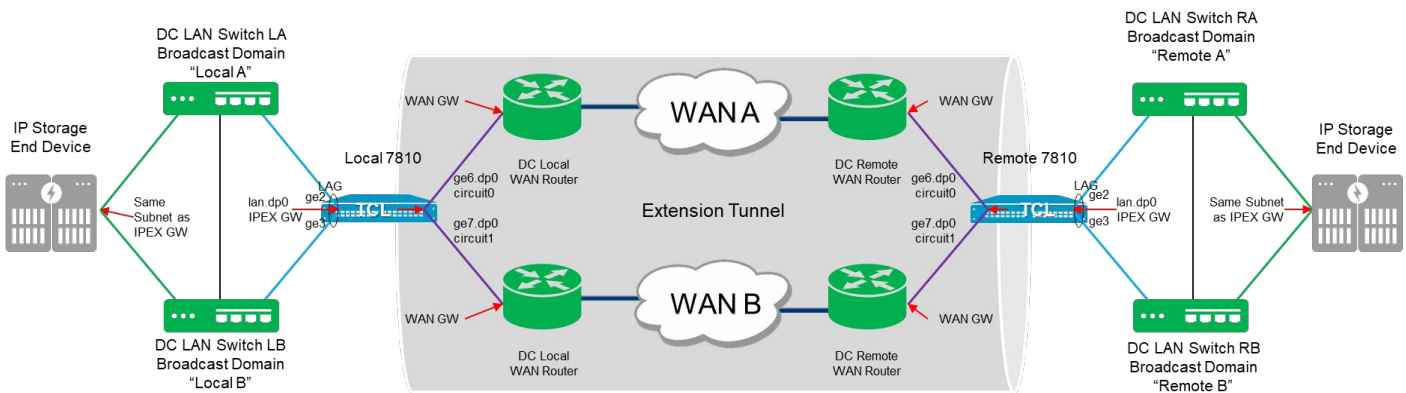 DC LAN Switch LA
Broadcast Domain
“Local A”
IP Storage
End Device
Same
Subnet as
IPEX GW
DC LAN Switch LB
Broadcast Domain
“Local B”
Local 7810
LAG
ge2
ge3
lan.dp0
IPEX GW
TCL
WAN GW
ge6.dp0
circuit0
ge7.dp0
circuit1
WAN GW
DC Local
WAN Router
DC Local
WAN Router
WAN A
Extension Tunnel
WAN B
DC Remote
WAN Router
DC Remote
WAN Router
WAN GW
ge6.dp0
circuit0
ge7.dp0
circuit1
WAN GW
Remote 7810
TCL
LAG
ge2
ge3
lan.dp0
IPEX GW
DC LAN Switch RA
Broadcast Domain
“Remote A”
Same Subnet
as IPEX GW
IP Storage
End Device
DC LAN Switch RB
Broadcast Domain
“Remote B”